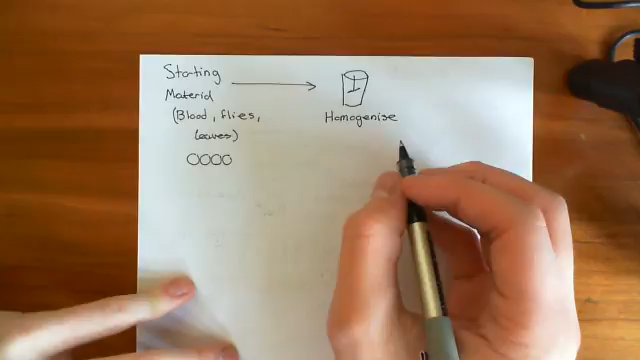 Starting
Material
(Blood, flies,
leaves)
Homogenise